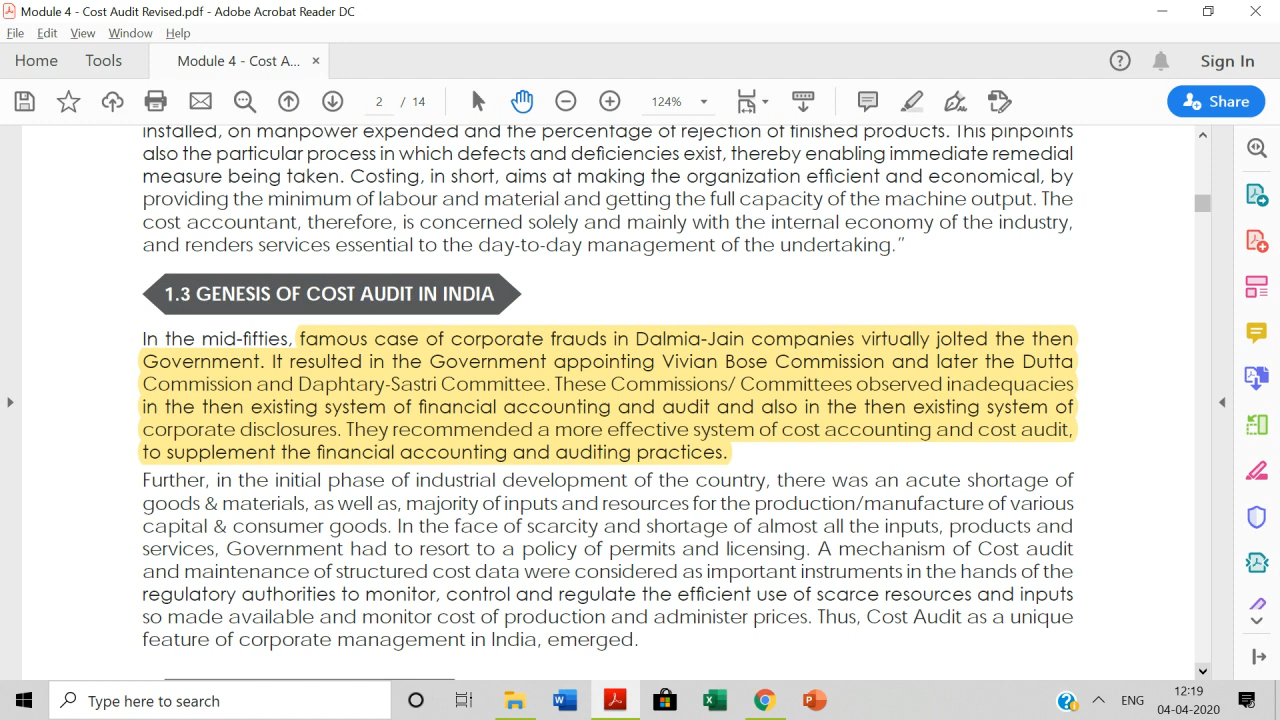 Module 4 - Cost Audit Revised.pdf - Adobe Acrobat Reader DC
File Edit View Window Help
Home Tools Module 4 - Cost A... × Sign In
2 / 14 124% Share
installed, on manpower expended and the percentage of rejection of finished products. This pinpoints
also the particular process in which defects and deficiencies exist, thereby enabling immediate remedial
measure being taken. Costing, in short, aims at making the organization efficient and economical, by
providing the minimum of labour and material and getting the full capacity of the machine output. The
cost accountant, therefore, is concerned solely and mainly with the internal economy of the industry,
and renders services essential to the day-to-day management of the undertaking.”
1.3 GENESIS OF COST AUDIT IN INDIA
In the mid-fifties, famous case of corporate frauds in Dalmia-Jain companies virtually jolted the then
Government. It resulted in the Government appointing Vivian Bose Commission and later the Dutta
Commission and Daphtary-Sastri Committee. These Commissions/ Committees observed inadequacies
in the then existing system of financial accounting and audit and also in the then existing system of
corporate disclosures. They recommended a more effective system of cost accounting and cost audit,
to supplement the financial accounting and auditing practices.
Further, in the initial phase of industrial development of the country, there was an acute shortage of
goods & materials, as well as, majority of inputs and resources for the production/manufacture of various
capital & consumer goods. In the face of scarcity and shortage of almost all the inputs, products and
services, Government had to resort to a policy of permits and licensing. A mechanism of Cost audit
and maintenance of structured cost data were considered as important instruments in the hands of the
regulatory authorities to monitor, control and regulate the efficient use of scarce resources and inputs
so made available and monitor cost of production and administer prices. Thus, Cost Audit as a unique
feature of corporate management in India, emerged.
Type here to search ENG 12:19
04-04-2020